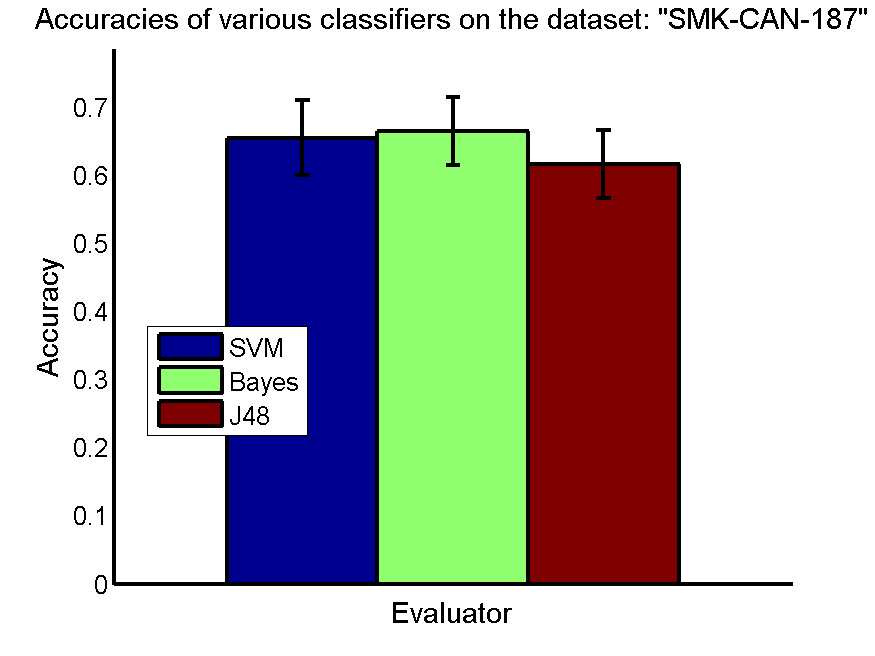 Accuracies of various classifiers on the dataset: "SMK-CAN-187"
Accuracy
0.7
0.6
0.5
0.4
0.3
0.2
0.1
0
SVM
Bayes
J48
Evaluator